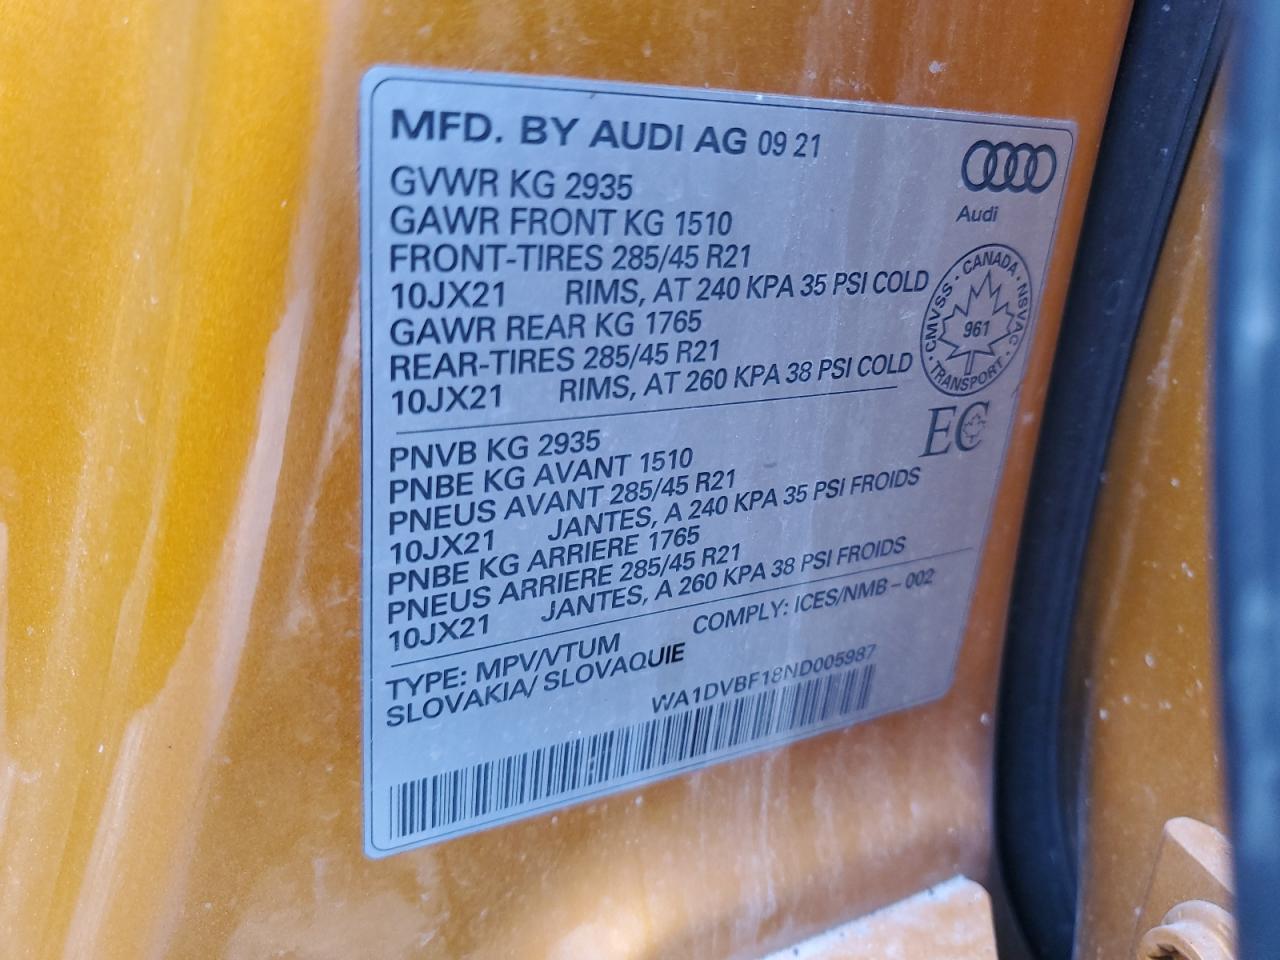 MFD. BY AUDI AG 09 21
Audi
GVWR KG 2935
GAWR FRONT KG 1510
FRONT-TIRES 285/45 R21
10JX21 RIMS, AT 240 KPA 35 PSI COLD
GAWR REAR KG 1765
REAR-TIRES 285/45 R21
10JX21 RIMS, AT 260 KPA 38 PSI COLD
CMVSS · CANADA · NSVAC · TRANSPORT ·
961
EC
PNVB KG 2935
PNBE KG AVANT 1510
PNEUS AVANT 285/45 R21
10JX21 JANTES, A 240 KPA 35 PSI FROIDS
PNBE KG ARRIERE 1765
PNEUS ARRIERE 285/45 R21
10JX21 JANTES, A 260 KPA 38 PSI FROIDS
TYPE: MPV/VTUM COMPLY: ICES/NMB – 002
SLOVAKIA/ SLOVAQUIE
WA1DVBF18ND005987